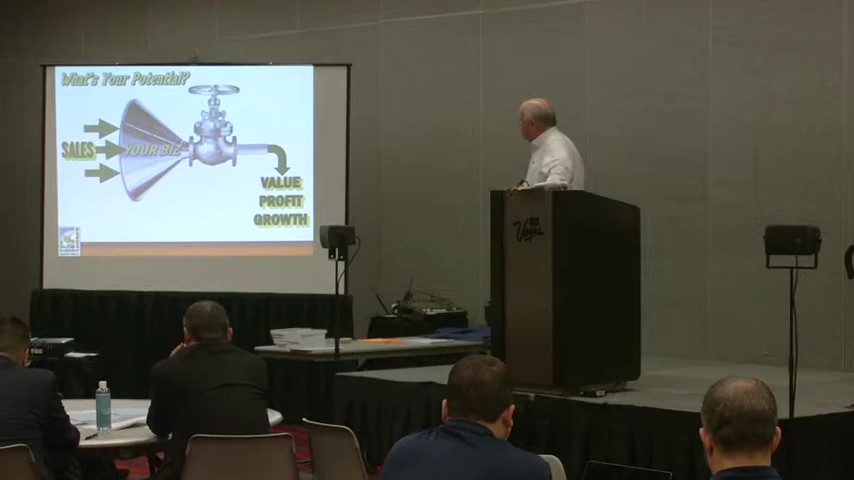 What's Your Potential?
SALES
YOUR BIZ
VALUE
PROFIT
GROWTH
Vegas